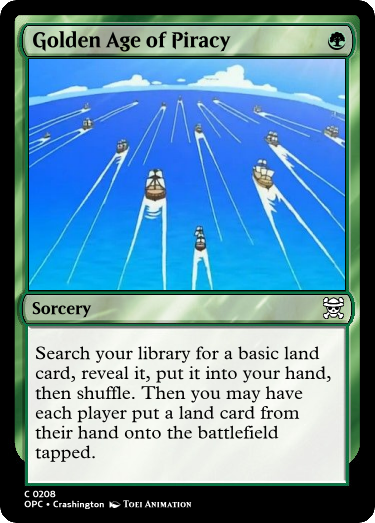 Golden Age of Piracy
Sorcery
Search your library for a basic land
card, reveal it, put it into your hand,
then shuffle. Then you may have
each player put a land card from
their hand onto the battlefield
tapped.
C 0208
OPC • Crashington Toei Animation